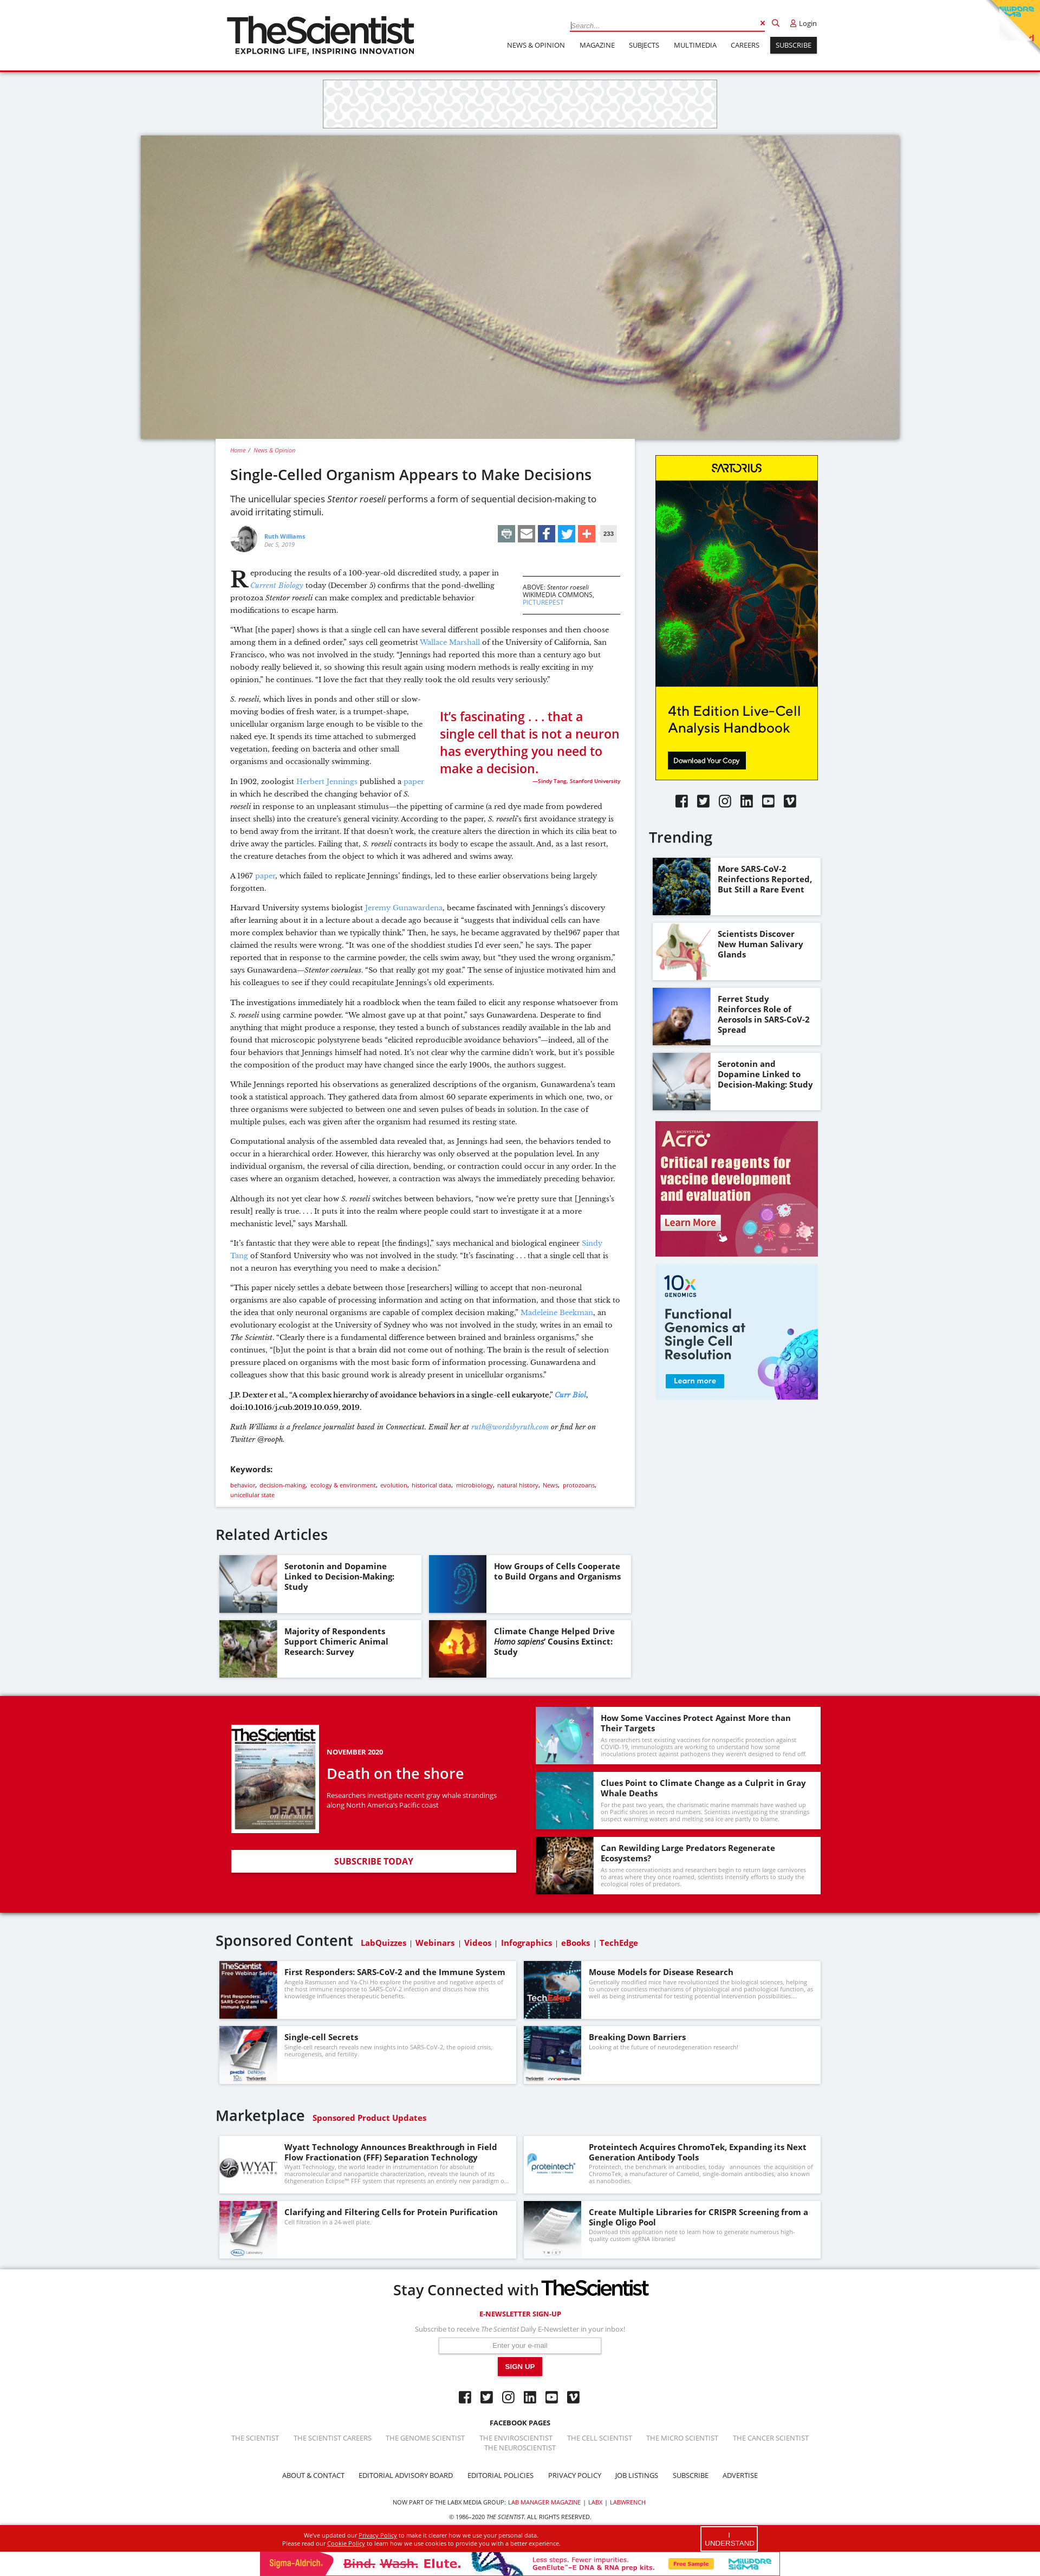 TheScientist
EXPLORING LIFE, INSPIRING INNOVATION
Search...
Login
NEWS & OPINION
MAGAZINE
SUBJECTS
MULTIMEDIA
CAREERS
SUBSCRIBE
Home / News & Opinion
Single-Celled Organism Appears to Make Decisions
The unicellular species Stentor roeseli performs a form of sequential decision-making to
avoid irritating stimuli.
Ruth Williams
Dec 5, 2019
233
ABOVE: Stentor roeseli
WIKIMEDIA COMMONS,
PICTUREPEST
Reproducing the results of a 100-year-old discredited study, a paper in
Current Biology today (December 5) confirms that the pond-dwelling
protozoa Stentor roeseli can make complex and predictable behavior
modifications to escape harm.
“What [the paper] shows is that a single cell can have several different possible responses and then choose
among them in a defined order,” says cell geometrist Wallace Marshall of the University of California, San
Francisco, who was not involved in the study. “Jennings had reported this more than a century ago but
nobody really believed it, so showing this result again using modern methods is really exciting in my
opinion,” he continues. “I love the fact that they really took the old results very seriously.”
S. roeseli, which lives in ponds and other still or slow-
moving bodies of fresh water, is a trumpet-shape,
unicellular organism large enough to be visible to the
naked eye. It spends its time attached to submerged
vegetation, feeding on bacteria and other small
organisms and occasionally swimming.
It’s fascinating . . . that a
single cell that is not a neuron
has everything you need to
make a decision.
—Sindy Tang, Stanford University
In 1902, zoologist Herbert Jennings published a paper
in which he described the changing behavior of S.
roeseli in response to an unpleasant stimulus—the pipetting of carmine (a red dye made from powdered
insect shells) into the creature’s general vicinity. According to the paper, S. roeseli’s first avoidance strategy is
to bend away from the irritant. If that doesn’t work, the creature alters the direction in which its cilia beat to
drive away the particles. Failing that, S. roeseli contracts its body to escape the assault. And, as a last resort,
the creature detaches from the object to which it was adhered and swims away.
A 1967 paper, which failed to replicate Jennings’ findings, led to these earlier observations being largely
forgotten.
Harvard University systems biologist Jeremy Gunawardena, became fascinated with Jennings’s discovery
after learning about it in a lecture about a decade ago because it “suggests that individual cells can have
more complex behavior than we typically think.” Then, he says, he became aggravated by the1967 paper that
claimed the results were wrong. “It was one of the shoddiest studies I’d ever seen,” he says. The paper
reported that in response to the carmine powder, the cells swim away, but “they used the wrong organism,”
says Gunawardena—Stentor coeruleus. “So that really got my goat.” The sense of injustice motivated him and
his colleagues to see if they could recapitulate Jennings’s old experiments.
The investigations immediately hit a roadblock when the team failed to elicit any response whatsoever from
S. roeseli using carmine powder. “We almost gave up at that point,” says Gunawardena. Desperate to find
anything that might produce a response, they tested a bunch of substances readily available in the lab and
found that microscopic polystyrene beads “elicited reproducible avoidance behaviors”—indeed, all of the
four behaviors that Jennings himself had noted. It’s not clear why the carmine didn’t work, but it’s possible
the composition of the product may have changed since the early 1900s, the authors suggest.
While Jennings reported his observations as generalized descriptions of the organism, Gunawardena’s team
took a statistical approach. They gathered data from almost 60 separate experiments in which one, two, or
three organisms were subjected to between one and seven pulses of beads in solution. In the case of
multiple pulses, each was given after the organism had resumed its resting state.
Computational analysis of the assembled data revealed that, as Jennings had seen, the behaviors tended to
occur in a hierarchical order. However, this hierarchy was only observed at the population level. In any
individual organism, the reversal of cilia direction, bending, or contraction could occur in any order. In the
cases where an organism detached, however, a contraction was always the immediately preceding behavior.
Although its not yet clear how S. roeseli switches between behaviors, “now we’re pretty sure that [Jennings’s
result] really is true. . . . It puts it into the realm where people could start to investigate it at a more
mechanistic level,” says Marshall.
“It’s fantastic that they were able to repeat [the findings],” says mechanical and biological engineer Sindy
Tang of Stanford University who was not involved in the study. “It’s fascinating . . . that a single cell that is
not a neuron has everything you need to make a decision.”
“This paper nicely settles a debate between those [researchers] willing to accept that non-neuronal
organisms are also capable of processing information and acting on that information, and those that stick to
the idea that only neuronal organisms are capable of complex decision making,” Madeleine Beekman, an
evolutionary ecologist at the University of Sydney who was not involved in the study, writes in an email to
The Scientist. “Clearly there is a fundamental difference between brained and brainless organisms,” she
continues, “[b]ut the point is that a brain did not come out of nothing. The brain is the result of selection
pressure placed on organisms with the most basic form of information processing. Gunawardena and
colleagues show that this basic ground work is already present in unicellular organisms.”
J.P. Dexter et al., “A complex hierarchy of avoidance behaviors in a single-cell eukaryote,” Curr Biol,
doi:10.1016/j.cub.2019.10.059, 2019.
Ruth Williams is a freelance journalist based in Connecticut. Email her at ruth@wordsbyruth.com or find her on
Twitter @rooph.
Keywords:
behavior, decision-making, ecology & environment, evolution, historical data, microbiology, natural history, News, protozoans,
unicellular state
SARTORIUS
4th Edition Live-Cell
Analysis Handbook
Download Your Copy
Trending
More SARS-CoV-2
Reinfections Reported,
But Still a Rare Event
Scientists Discover
New Human Salivary
Glands
Ferret Study
Reinforces Role of
Aerosols in SARS-CoV-2
Spread
Serotonin and
Dopamine Linked to
Decision-Making: Study
Acro
BIOSYSTEMS
Critical reagents for
vaccine development
and evaluation
Learn More
10x
GENOMICS
Functional
Genomics at
Single Cell
Resolution
Learn more
Related Articles
Serotonin and Dopamine
Linked to Decision-Making:
Study
How Groups of Cells Cooperate
to Build Organs and Organisms
Majority of Respondents
Support Chimeric Animal
Research: Survey
Climate Change Helped Drive
Homo sapiens’ Cousins Extinct:
Study
TheScientist
DEATH
on the shore
NOVEMBER 2020
Death on the shore
Researchers investigate recent gray whale strandings
along North America’s Pacific coast
SUBSCRIBE TODAY
How Some Vaccines Protect Against More than
Their Targets
As researchers test existing vaccines for nonspecific protection against
COVID-19, immunologists are working to understand how some
inoculations protect against pathogens they weren’t designed to fend off.
Clues Point to Climate Change as a Culprit in Gray
Whale Deaths
For the past two years, the charismatic marine mammals have washed up
on Pacific shores in record numbers. Scientists investigating the strandings
suspect warming waters and melting sea ice are partly to blame.
Can Rewilding Large Predators Regenerate
Ecosystems?
As some conservationists and researchers begin to return large carnivores
to areas where they once roamed, scientists intensify efforts to study the
ecological roles of predators.
Sponsored Content
LabQuizzes | Webinars | Videos | Infographics | eBooks | TechEdge
TheScientist
Free Webinar Series
First Responders:
SARS-CoV-2 and the
Immune System
First Responders: SARS-CoV-2 and the Immune System
Angela Rasmussen and Ya-Chi Ho explore the positive and negative aspects of
the host immune response to SARS-CoV-2 infection and discuss how this
knowledge influences therapeutic benefits.
TechEdge
Mouse Models for Disease Research
Genetically modified mice have revolutionized the biological sciences, helping
to uncover countless mechanisms of physiological and pathological function, as
well as being instrumental for testing potential intervention possibilities....
Single-cell Secrets
Single-cell research reveals new insights into SARS-CoV-2, the opioid crisis,
neurogenesis, and fertility.
Breaking Down Barriers
Looking at the future of neurodegeneration research!
Marketplace
Sponsored Product Updates
WYATT
Wyatt Technology Announces Breakthrough in Field
Flow Fractionation (FFF) Separation Technology
Wyatt Technology, the world leader in instrumentation for absolute
macromolecular and nanoparticle characterization, reveals the launch of its
lithgeneration Eclipse™ FFF system that represents an entirely new paradigm o...
proteintech
Proteintech Acquires ChromoTek, Expanding its Next
Generation Antibody Tools
Proteintech, the benchmark in antibodies, today announces the acquisition of
ChromoTek, a manufacturer of Camelid, single-domain antibodies, also known
as nanobodies.
Clarifying and Filtering Cells for Protein Purification
Cell filtration in a 24-well plate.
Create Multiple Libraries for CRISPR Screening from a
Single Oligo Pool
Download this application note to learn how to generate numerous high-
quality custom sgRNA libraries!
Stay Connected with TheScientist
E-NEWSLETTER SIGN-UP
Subscribe to receive The Scientist Daily E-Newsletter in your inbox!
Enter your e-mail
SIGN UP
FACEBOOK PAGES
THE SCIENTIST
THE SCIENTIST CAREERS
THE GENOME SCIENTIST
THE ENVIROSCIENTIST
THE CELL SCIENTIST
THE MICRO SCIENTIST
THE CANCER SCIENTIST
THE NEUROSCIENTIST
ABOUT & CONTACT
EDITORIAL ADVISORY BOARD
EDITORIAL POLICIES
PRIVACY POLICY
JOB LISTINGS
SUBSCRIBE
ADVERTISE
NOW PART OF THE LABX MEDIA GROUP: LAB MANAGER MAGAZINE | LABX | LABWRENCH
© 1986–2020 THE SCIENTIST. ALL RIGHTS RESERVED.
We’ve updated our Privacy Policy to make it clearer how we use your personal data.
Please read our Cookie Policy to learn how we use cookies to provide you with a better experience.
I
UNDERSTAND
Sigma-Aldrich.
Bind. Wash. Elute.
Less steps. Fewer impurities.
GenElute™-E DNA & RNA prep kits.
Free Sample
Millipore
Sigma